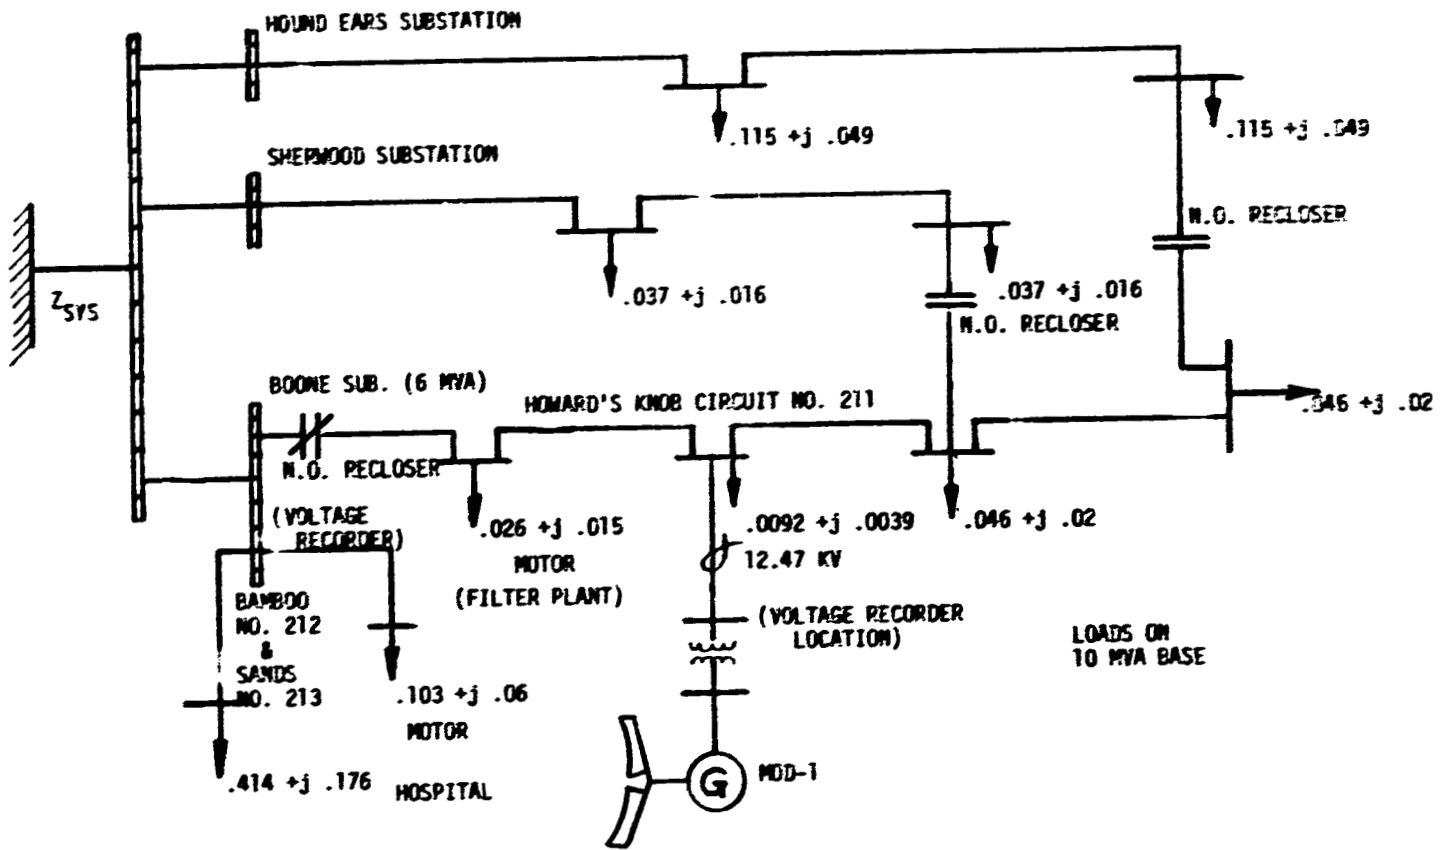 HOUND EARS SUBSTATION
.115 +j .049
.115 +j .049
SHERWOOD SUBSTATION
N.O. RECLOSER
.037 +j .016
.037 +j .016
N.O. RECLOSER
Z SYS
BOONE SUB. (6 MVA)
HOWARD'S KNOB CIRCUIT NO. 211
.046 +j .02
N.O. RECLOSER
(VOLTAGE
RECORDER)
.026 +j .015
MOTOR
(FILTER PLANT)
.0092 +j .0039
.046 +j .02
12.47 KV
BAMBOO
NO. 212
&
SANDS
NO. 213
(VOLTAGE RECORDER
LOCATION)
LOADS ON
10 MVA BASE
.103 +j .06
MOTOR
.414 +j .176
HOSPITAL
G
MOD-1